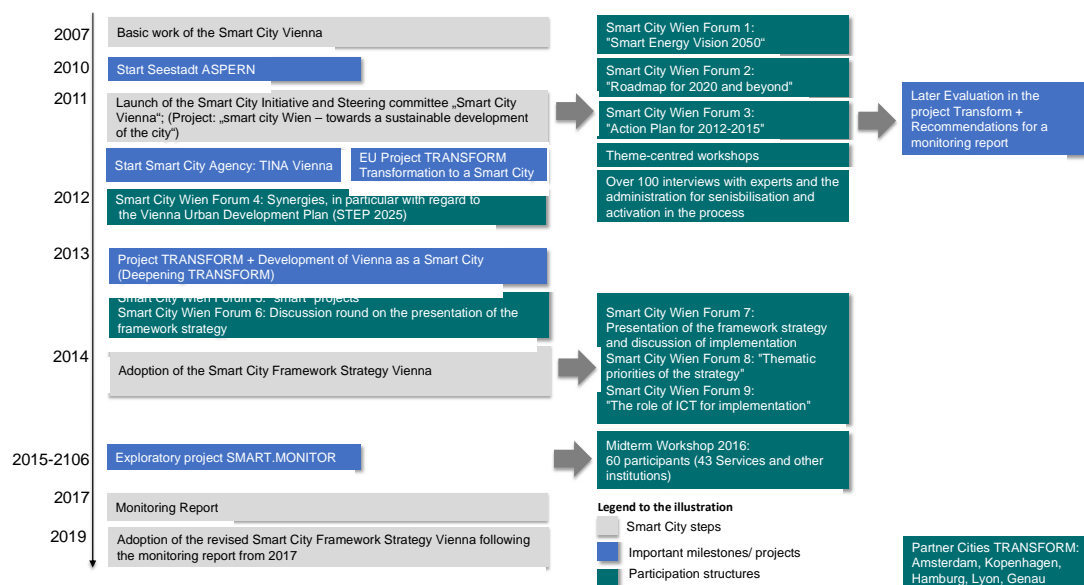 2007
Basic work of the Smart City Vienna
2010
Start Seestadt ASPERN
2011
Launch of the Smart City Initiative and Steering committee „Smart City
Vienna“; (Project: „smart City Wien – towards a sustainable development
of the city“)
Start Smart City Agency: TINA Vienna
EU Project TRANSFORM
Transformation to a Smart City
2012
Smart City Wien Forum 4: Synergies, in particular with regard to
the Vienna Urban Development Plan (STEP 2025)
2013
Project TRANSFORM + Development of Vienna as a Smart City
(Deepening TRANSFORM)
Smart City Wien Forum 5: "smart" projects
Smart City Wien Forum 6: Discussion round on the presentation of the
framework strategy
2014
Adoption of the Smart City Framework Strategy Vienna
2015-2106
Exploratory project SMART.MONITOR
2017
Monitoring Report
2019
Adoption of the revised Smart City Framework Strategy Vienna following
the monitoring report from 2017
Smart City Wien Forum 1:
"Smart Energy Vision 2050“
Smart City Wien Forum 2:
"Roadmap for 2020 and beyond"
Smart City Wien Forum 3:
"Action Plan for 2012-2015"
Theme-centred workshops
Over 100 interviews with experts and the
administration for senisbilisation and
activation in the process
Later Evaluation in the
project Transform +
Recommendations for a
monitoring report
Smart City Wien Forum 7:
Presentation of the framework strategy
and discussion of implementation
Smart City Wien Forum 8: "Thematic
priorities of the strategy"
Smart City Wien Forum 9:
"The role of ICT for implementation"
Midterm Workshop 2016:
60 participants (43 Services and other
institutions)
Legend to the illustration
Smart City steps
Important milestones/ projects
Participation structures
Partner Cities TRANSFORM:
Amsterdam, Kopenhagen,
Hamburg, Lyon, Genau